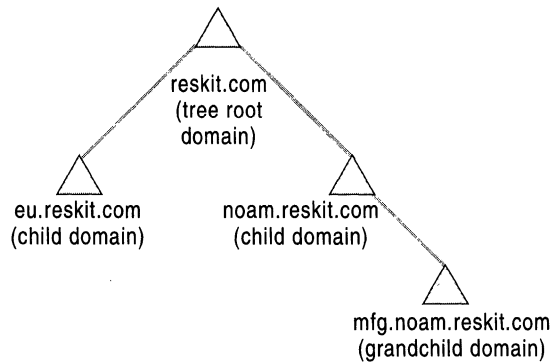 reskit.com
(tree root
domain)
eu.reskit.com
(child domain)
noam.reskit.com
(child domain)
mfg.noam.reskit.com
(grandchild domain)